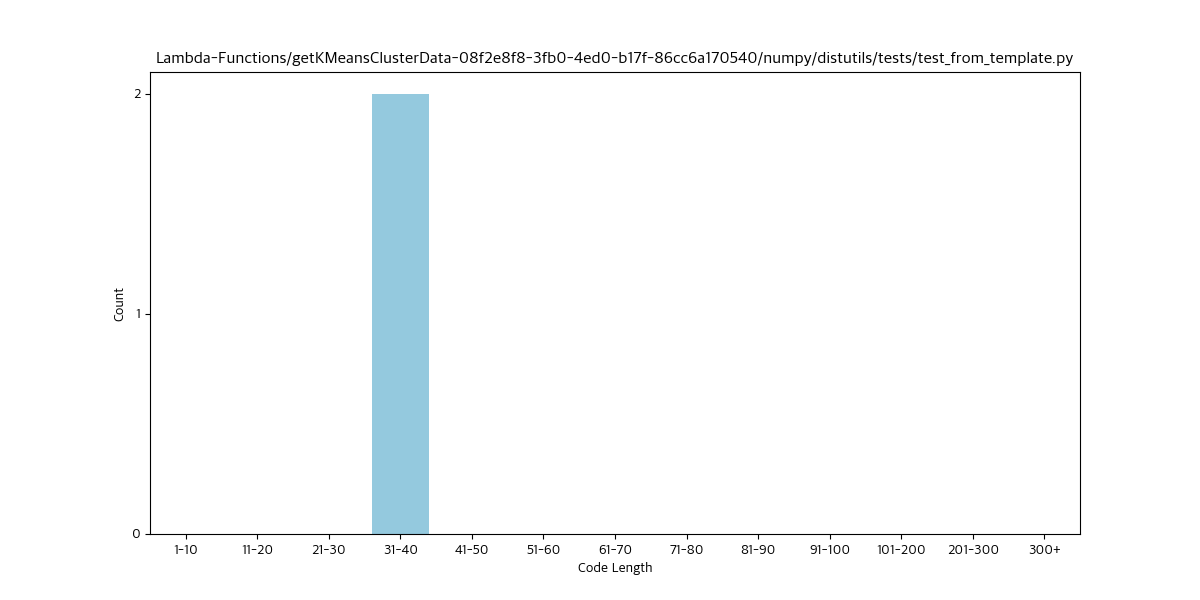 Lambda-Functions/getKMeansClusterData-08f2e8f8-3fb0-4ed0-b17f-86cc6a170540/numpy/distutils/tests/test_from_template.py
2
1
0
Count
1-10 11-20 21-30 31-40 41-50 51-60 61-70 71-80 81-90 91-100 101-200 201-300 300+
Code Length